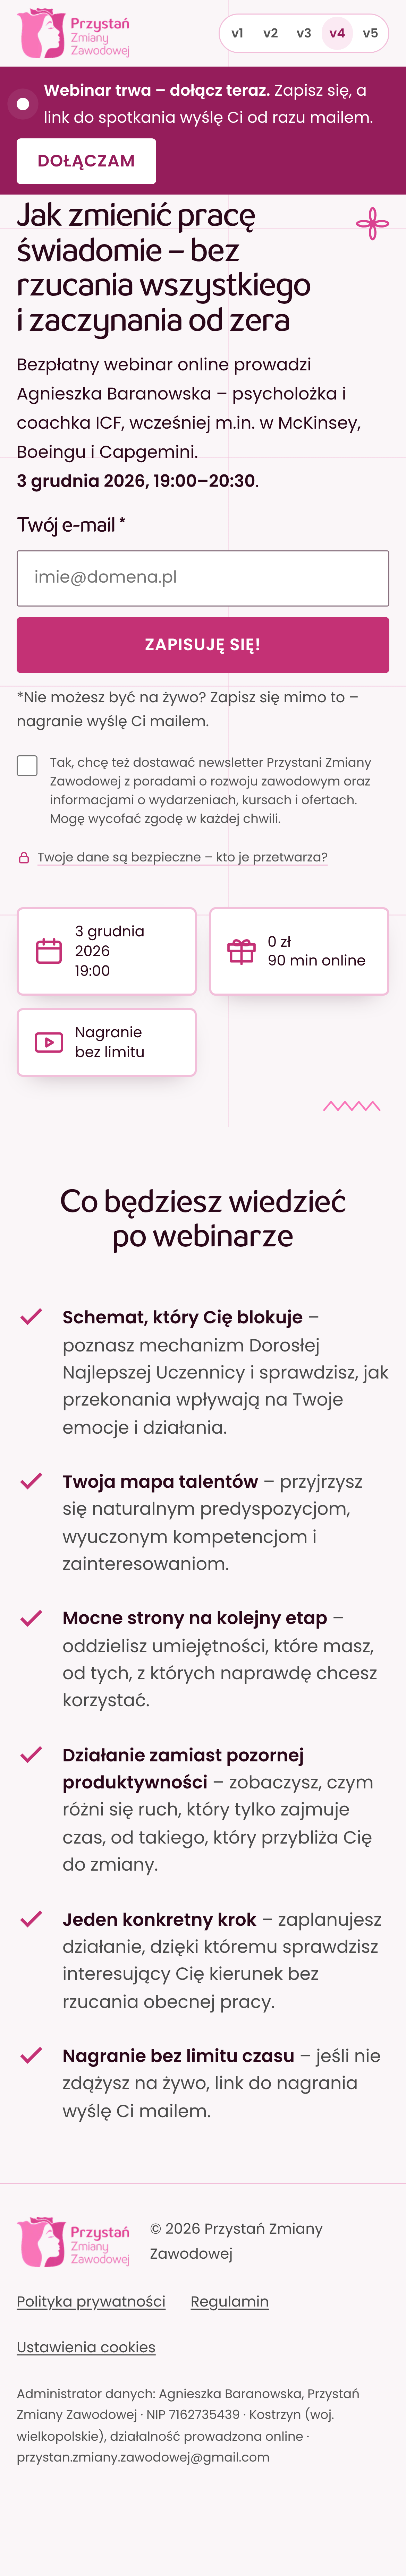 Przystań
Zmiany
Zawodowej
v1 v2 v3 v4 v5
Webinar trwa – dołącz teraz. Zapisz się, a
link do spotkania wyślę Ci od razu mailem.
DOŁĄCZAM
Jak zmienić pracę
świadomie – bez
rzucania wszystkiego
i zaczynania od zera
Bezpłatny webinar online prowadzi
Agnieszka Baranowska – psycholożka i
coachka ICF, wcześniej m.in. w McKinsey,
Boeingu i Capgemini.
3 grudnia 2026, 19:00–20:30.
Twój e-mail *
imie@domena.pl
ZAPISUJĘ SIĘ!
*Nie możesz być na żywo? Zapisz się mimo to –
nagranie wyślę Ci mailem.
Tak, chcę też dostawać newsletter Przystani Zmiany
Zawodowej z poradami o rozwoju zawodowym oraz
informacjami o wydarzeniach, kursach i ofertach.
Mogę wycofać zgodę w każdej chwili.
Twoje dane są bezpieczne – kto je przetwarza?
3 grudnia
2026
19:00
0 zł
90 min online
Nagranie
bez limitu
Co będziesz wiedzieć
po webinarze
Schemat, który Cię blokuje –
poznasz mechanizm Dorosłej
Najlepszej Uczennicy i sprawdzisz, jak
przekonania wpływają na Twoje
emocje i działania.
Twoja mapa talentów – przyjrzysz
się naturalnym predyspozycjom,
wyuczonym kompetencjom i
zainteresowaniom.
Mocne strony na kolejny etap –
oddzielisz umiejętności, które masz,
od tych, z których naprawdę chcesz
korzystać.
Działanie zamiast pozornej
produktywności – zobaczysz, czym
różni się ruch, który tylko zajmuje
czas, od takiego, który przybliża Cię
do zmiany.
Jeden konkretny krok – zaplanujesz
działanie, dzięki któremu sprawdzisz
interesujący Cię kierunek bez
rzucania obecnej pracy.
Nagranie bez limitu czasu – jeśli nie
zdążysz na żywo, link do nagrania
wyślę Ci mailem.
Przystań
Zmiany
Zawodowej
© 2026 Przystań Zmiany
Zawodowej
Polityka prywatności Regulamin
Ustawienia cookies
Administrator danych: Agnieszka Baranowska, Przystań
Zmiany Zawodowej · NIP 7162735439 · Kostrzyn (woj.
wielkopolskie), działalność prowadzona online ·
przystan.zmiany.zawodowej@gmail.com